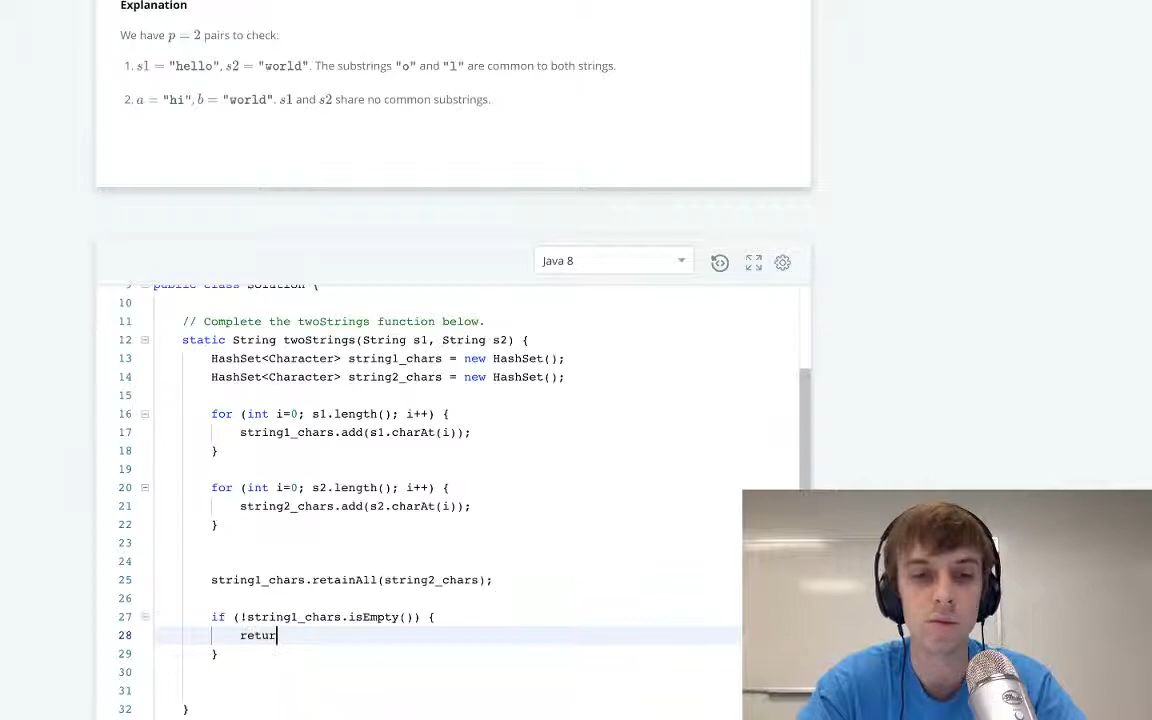 Explanation
We have p = 2 pairs to check:
1. s1 = "hello", s2 = "world". The substrings "o" and "l" are common to both strings.
2. a = "hi", b = "world". s1 and s2 share no common substrings.
Java 8
9 public class Solution {
10
11 // Complete the twoStrings function below.
12 static String twoStrings(String s1, String s2) {
13 HashSet<Character> string1_chars = new HashSet();
14 HashSet<Character> string2_chars = new HashSet();
15
16 for (int i=0; s1.length(); i++) {
17 string1_chars.add(s1.charAt(i));
18 }
19
20 for (int i=0; s2.length(); i++) {
21 string2_chars.add(s2.charAt(i));
22 }
23
24
25 string1_chars.retainAll(string2_chars);
26
27 if (!string1_chars.isEmpty()) {
28 retur
29 }
30
31
32 }